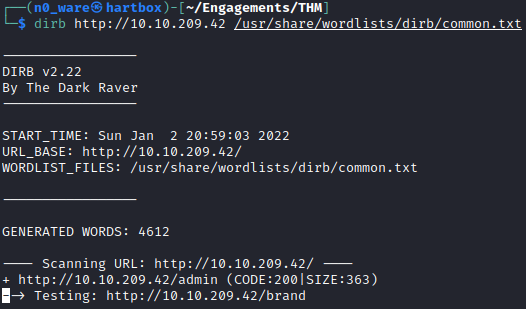 ┌──(n0_ware㉿hartbox)-[~/Engagements/THM]
└─$ dirb http://10.10.209.42 /usr/share/wordlists/dirb/common.txt
-----------------
DIRB v2.22
By The Dark Raver
-----------------
START_TIME: Sun Jan  2 20:59:03 2022
URL_BASE: http://10.10.209.42/
WORDLIST_FILES: /usr/share/wordlists/dirb/common.txt
-----------------
GENERATED WORDS: 4612
---- Scanning URL: http://10.10.209.42/ ----
+ http://10.10.209.42/admin (CODE:200|SIZE:363)
--> Testing: http://10.10.209.42/brand